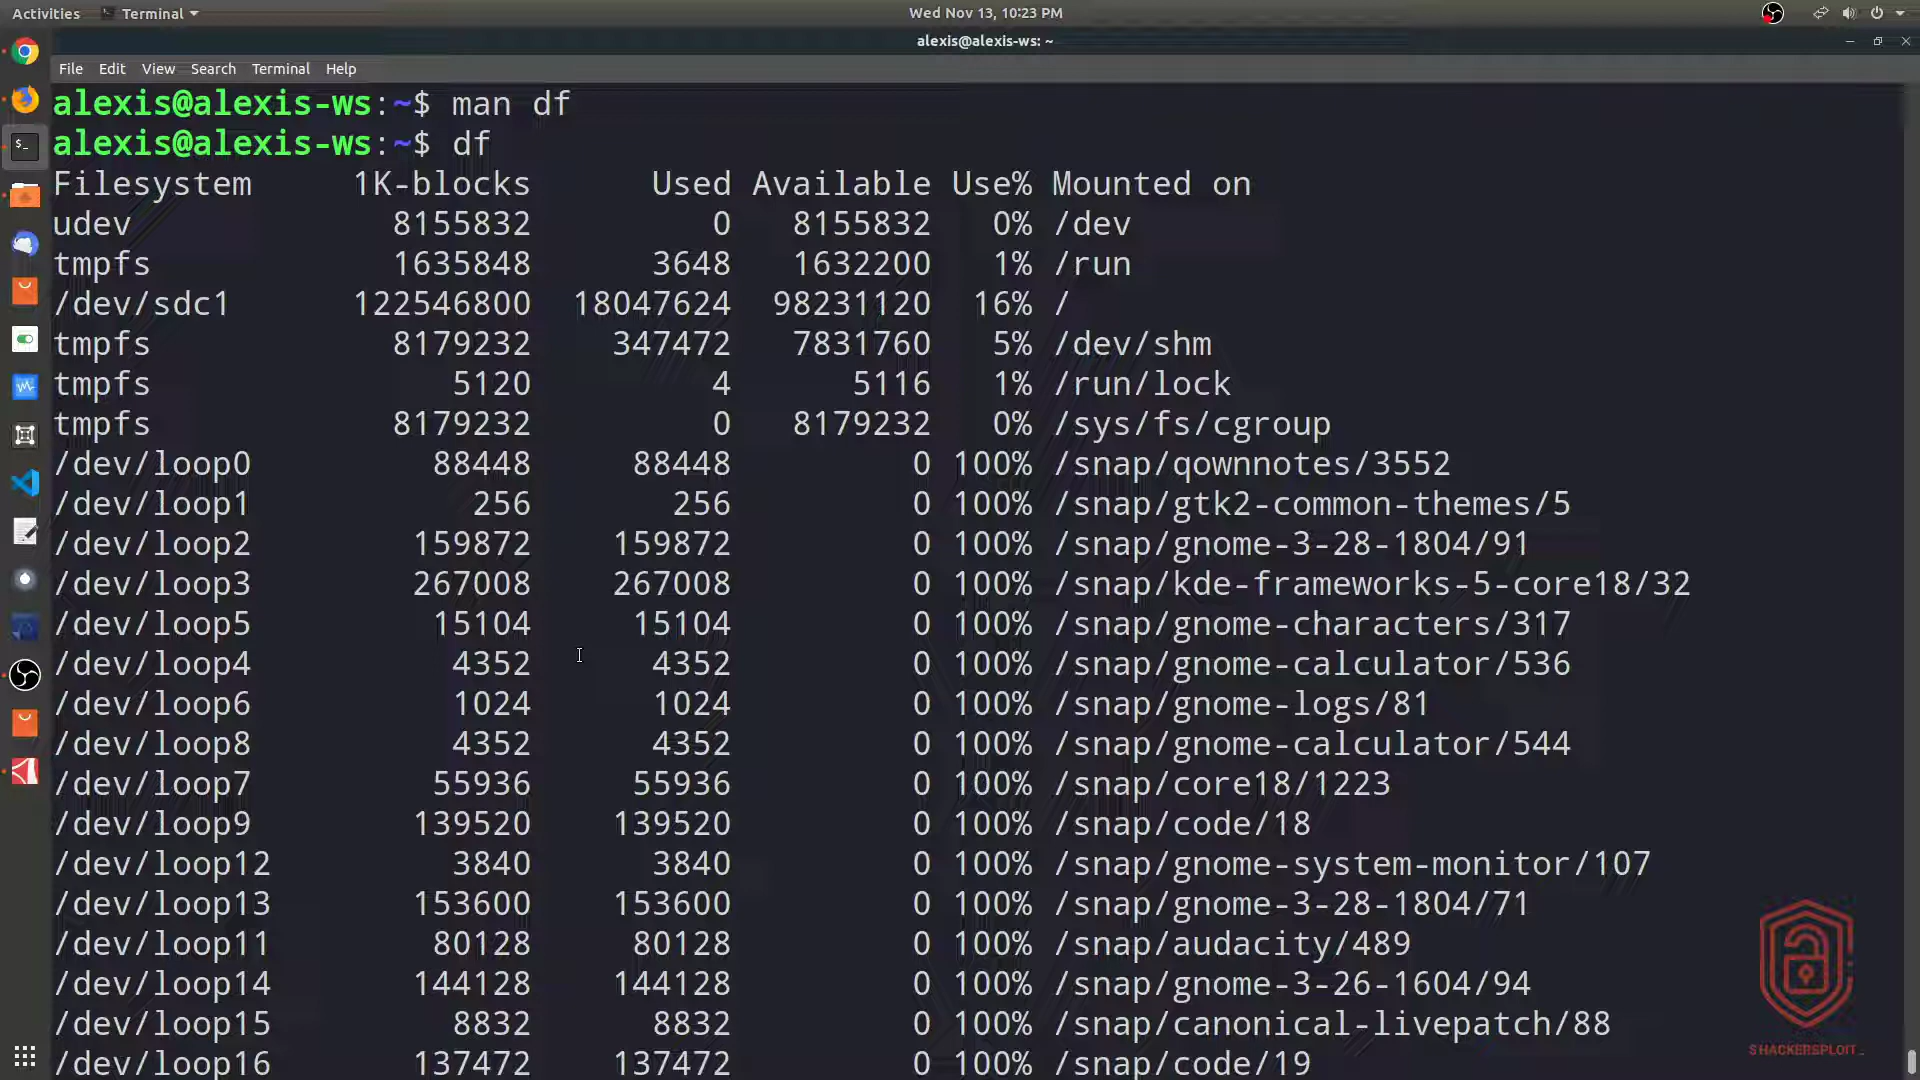 Activities
Terminal
Wed Nov 13, 10:23 PM
alexis@alexis-ws: ~
File Edit View Search Terminal Help
alexis@alexis-ws:~$ man df
alexis@alexis-ws:~$ df
Filesystem 1K-blocks Used Available Use% Mounted on
udev 8155832 0 8155832 0% /dev
tmpfs 1635848 3648 1632200 1% /run
/dev/sdc1 122546800 18047624 98231120 16% /
tmpfs 8179232 347472 7831760 5% /dev/shm
tmpfs 5120 4 5116 1% /run/lock
tmpfs 8179232 0 8179232 0% /sys/fs/cgroup
/dev/loop0 88448 88448 0 100% /snap/qownnotes/3552
/dev/loop1 256 256 0 100% /snap/gtk2-common-themes/5
/dev/loop2 159872 159872 0 100% /snap/gnome-3-28-1804/91
/dev/loop3 267008 267008 0 100% /snap/kde-frameworks-5-core18/32
/dev/loop5 15104 15104 0 100% /snap/gnome-characters/317
/dev/loop4 4352 4352 0 100% /snap/gnome-calculator/536
/dev/loop6 1024 1024 0 100% /snap/gnome-logs/81
/dev/loop8 4352 4352 0 100% /snap/gnome-calculator/544
/dev/loop7 55936 55936 0 100% /snap/core18/1223
/dev/loop9 139520 139520 0 100% /snap/code/18
/dev/loop12 3840 3840 0 100% /snap/gnome-system-monitor/107
/dev/loop13 153600 153600 0 100% /snap/gnome-3-28-1804/71
/dev/loop11 80128 80128 0 100% /snap/audacity/489
/dev/loop14 144128 144128 0 100% /snap/gnome-3-26-1604/94
/dev/loop15 8832 8832 0 100% /snap/canonical-livepatch/88
/dev/loop16 137472 137472 0 100% /snap/code/19
HACKERSPLOIT_